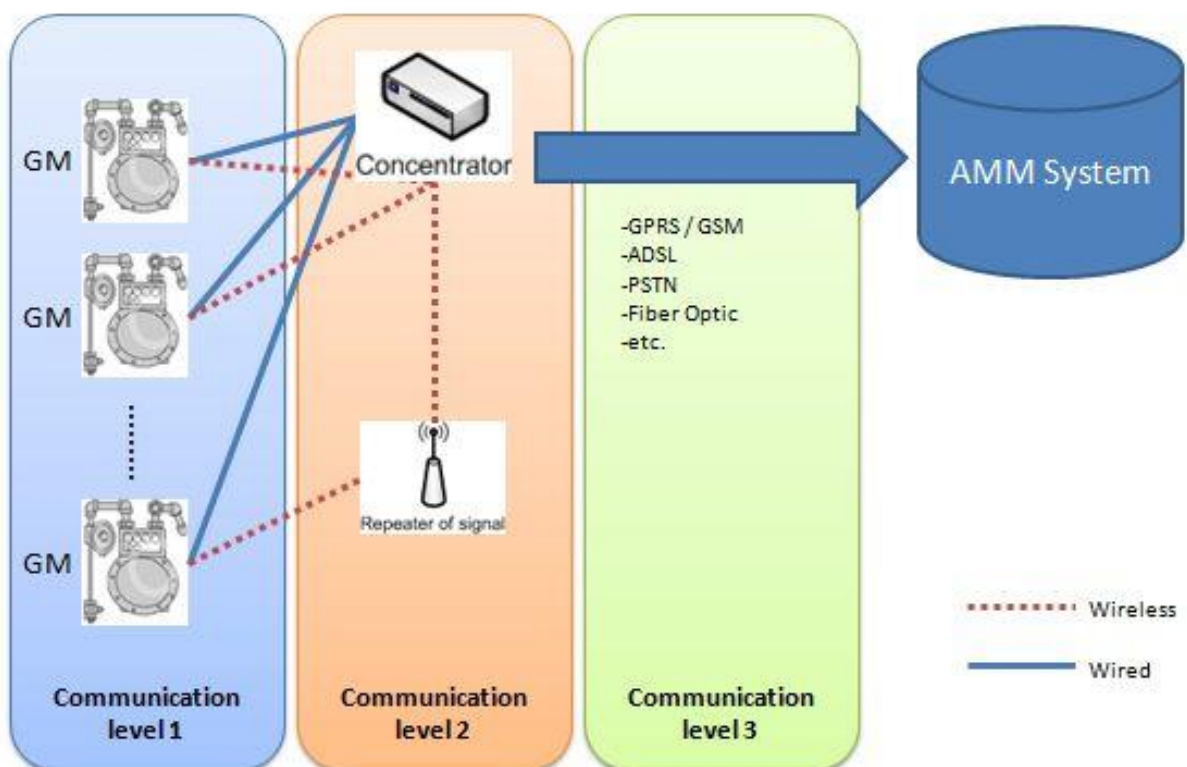 GM
GM
GM
Communication
level 1
Concentrator
Repeater of signal
Communication
level 2
-GPRS / GSM
-ADSL
-PSTN
-Fiber Optic
-etc.
Communication
level 3
AMM System
Wireless
Wired